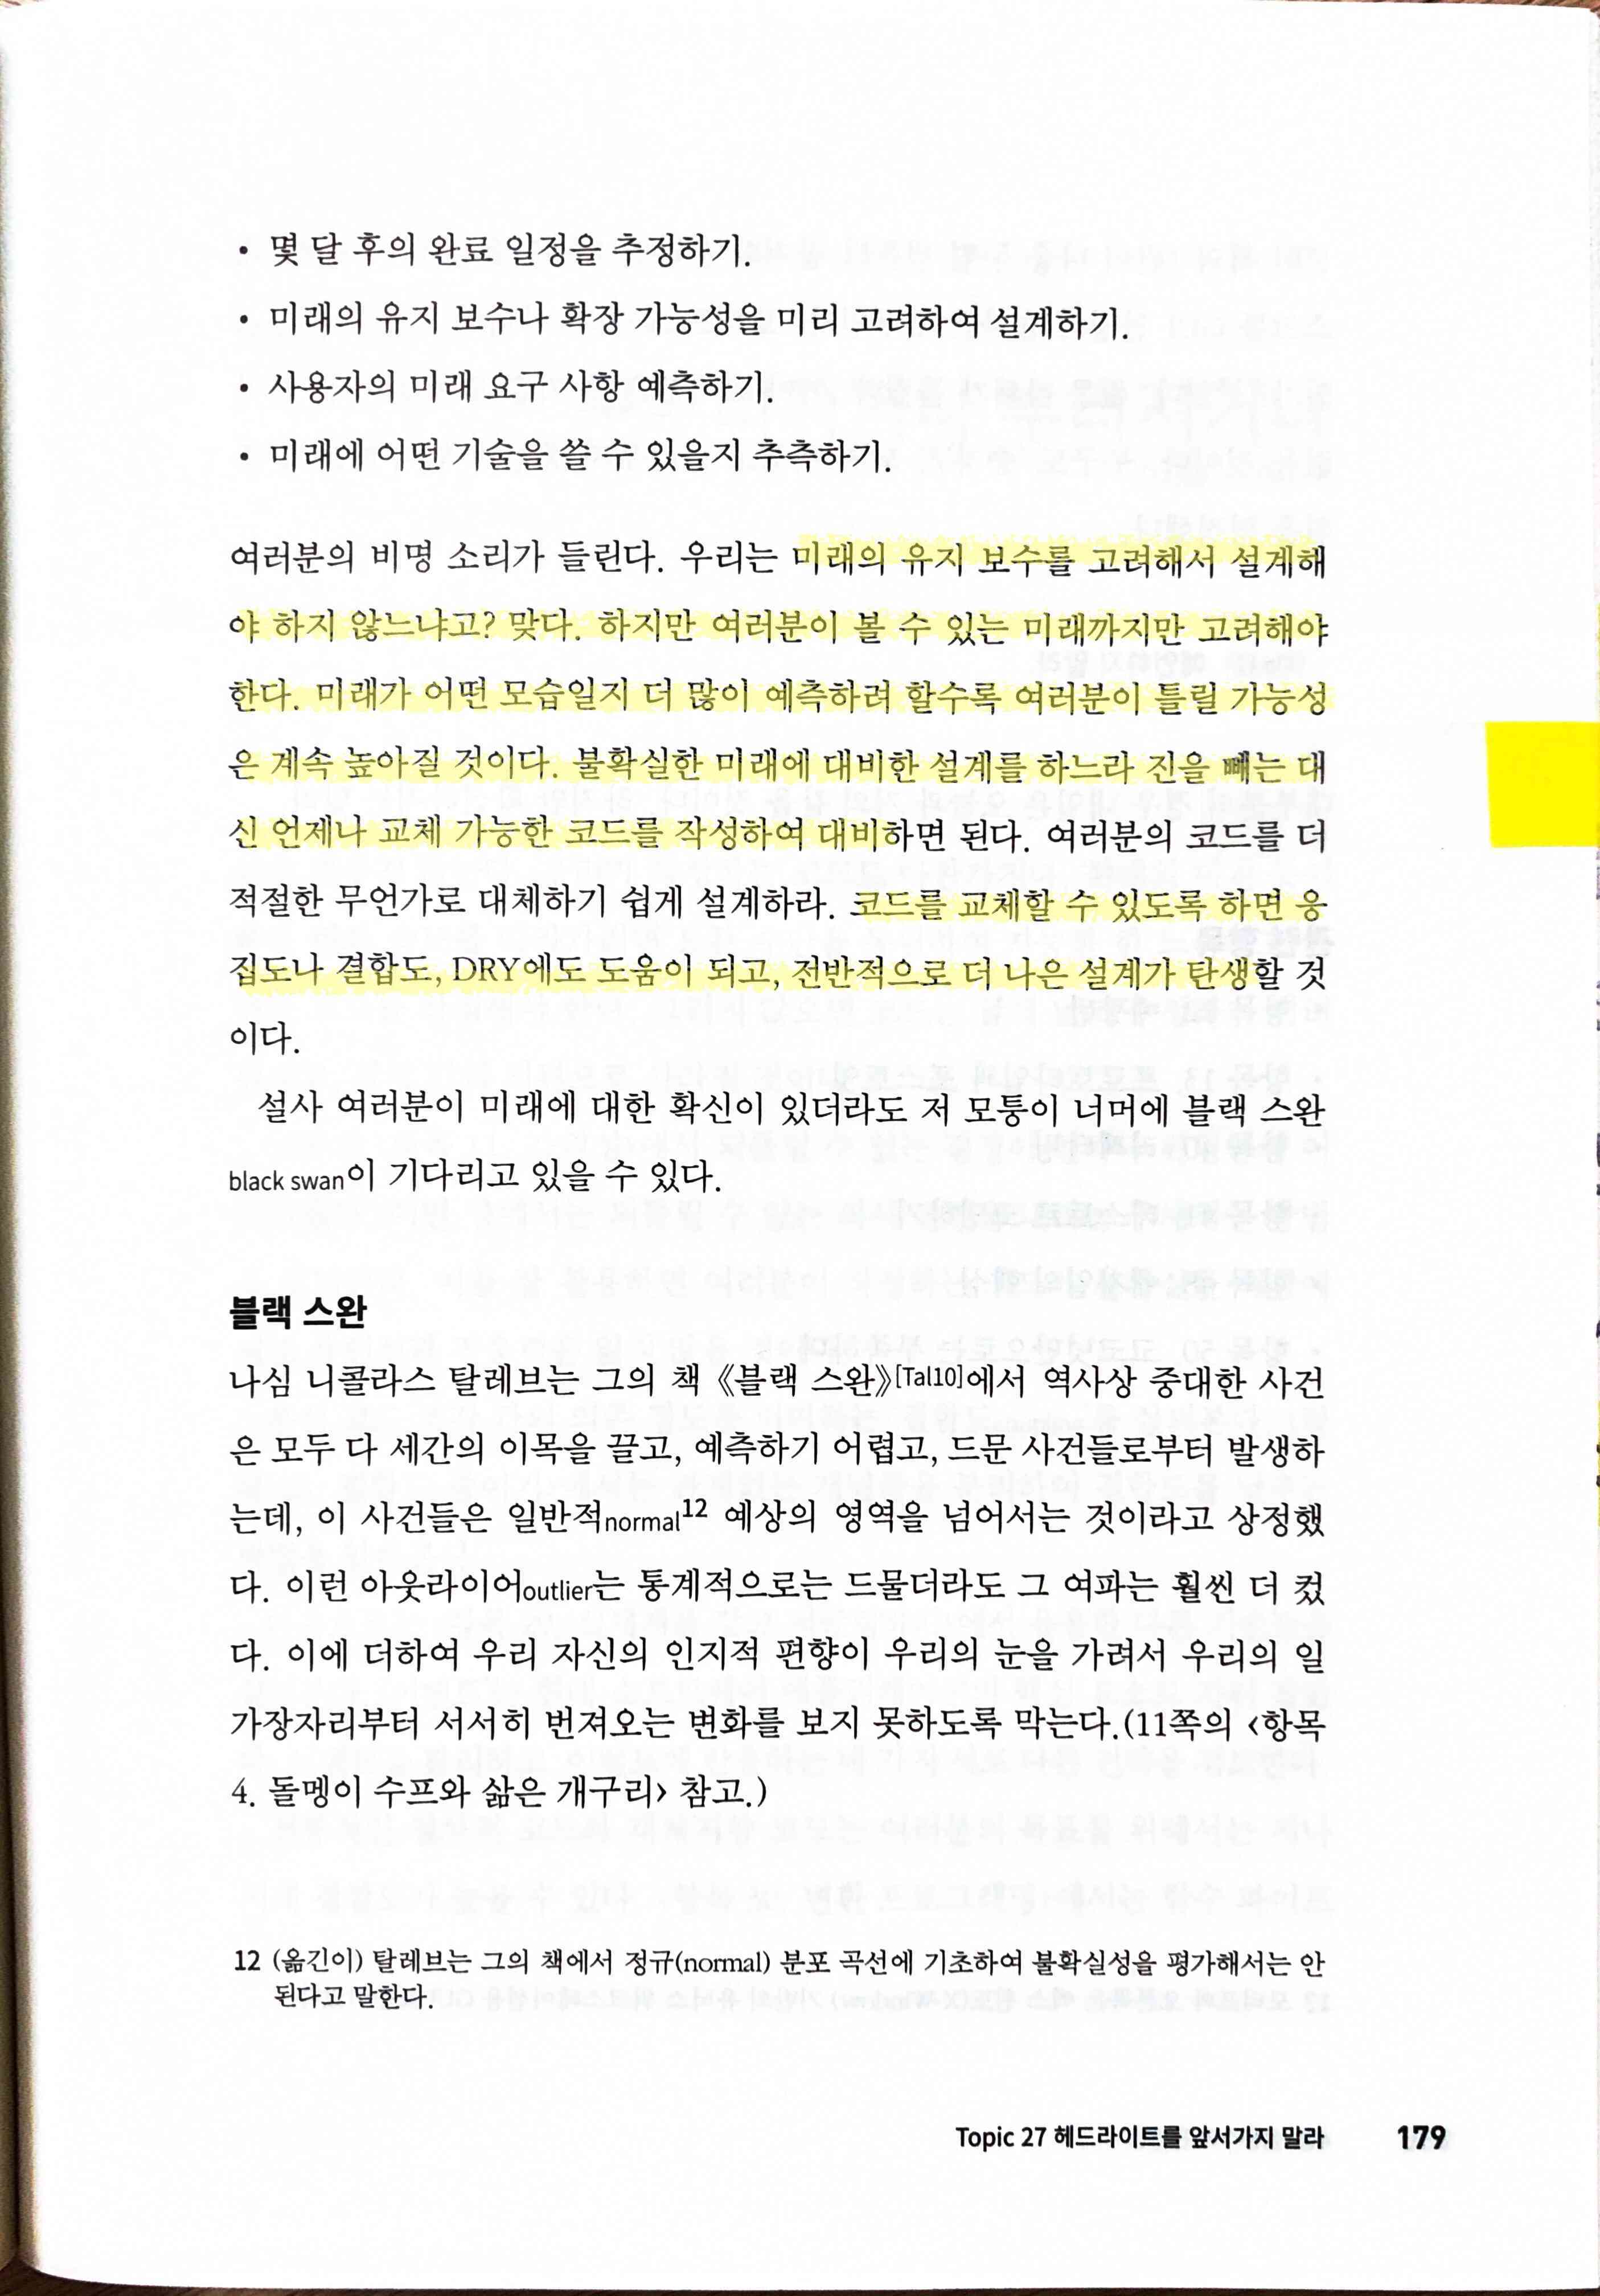 • 몇 달 후의 완료 일정을 추정하기.
• 미래의 유지 보수나 확장 가능성을 미리 고려하여 설계하기.
• 사용자의 미래 요구 사항 예측하기.
• 미래에 어떤 기술을 쓸 수 있을지 추측하기.
여러분의 비명 소리가 들린다. 우리는 미래의 유지 보수를 고려해서 설계해
야 하지 않느냐고? 맞다. 하지만 여러분이 볼 수 있는 미래까지만 고려해야
한다. 미래가 어떤 모습일지 더 많이 예측하려 할수록 여러분이 틀릴 가능성
은 계속 높아질 것이다. 불확실한 미래에 대비한 설계를 하느라 진을 빼는 대
신 언제나 교체 가능한 코드를 작성하여 대비하면 된다. 여러분의 코드를 더
적절한 무언가로 대체하기 쉽게 설계하라. 코드를 교체할 수 있도록 하면 응
집도나 결합도, DRY에도 도움이 되고, 전반적으로 더 나은 설계가 탄생할 것
이다.
설사 여러분이 미래에 대한 확신이 있더라도 저 모퉁이 너머에 블랙 스완
black swan이 기다리고 있을 수 있다.
블랙 스완
나심 니콜라스 탈레브는 그의 책 《블랙 스완》[Tal10]에서 역사상 중대한 사건
은 모두 다 세간의 이목을 끌고, 예측하기 어렵고, 드문 사건들로부터 발생하
는데, 이 사건들은 일반적normal12 예상의 영역을 넘어서는 것이라고 상정했
다. 이런 아웃라이어outlier는 통계적으로는 드물더라도 그 여파는 훨씬 더 컸
다. 이에 더하여 우리 자신의 인지적 편향이 우리의 눈을 가려서 우리의 일
가장자리부터 서서히 번져오는 변화를 보지 못하도록 막는다.(11쪽의 <항목
4. 돌멩이 수프와 삶은 개구리> 참고.)
12 (옮긴이) 탈레브는 그의 책에서 정규(normal) 분포 곡선에 기초하여 불확실성을 평가해서는 안
된다고 말한다.
Topic 27 헤드라이트를 앞서가지 말라 179